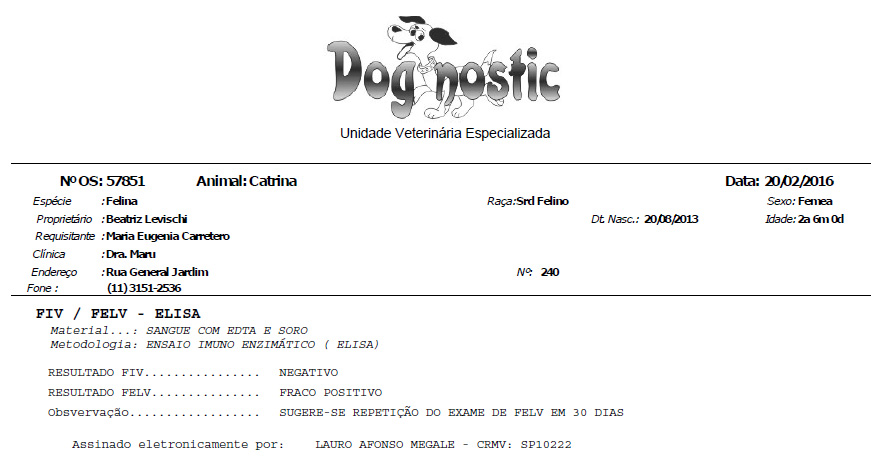 Dognostic
Unidade Veterinária Especializada
Nº OS: 57851 Animal: Catrina Data: 20/02/2016
Espécie : Felina Raça: Srd Felino Sexo: Femea
Proprietário : Beatriz Levischi Dt. Nasc.: 20/08/2013 Idade: 2a 6m 0d
Requisitante : Maria Eugenia Carretero
Clínica : Dra. Maru
Endereço : Rua General Jardim Nº: 240
Fone : (11) 3151-2536
FIV / FELV - ELISA
Material...: SANGUE COM EDTA E SORO
Metodologia: ENSAIO IMUNO ENZIMÁTICO ( ELISA)
RESULTADO FIV................ NEGATIVO
RESULTADO FELV............... FRACO POSITIVO
Obsvervação.................. SUGERE-SE REPETIÇÃO DO EXAME DE FELV EM 30 DIAS
Assinado eletronicamente por: LAURO AFONSO MEGALE - CRMV: SP10222